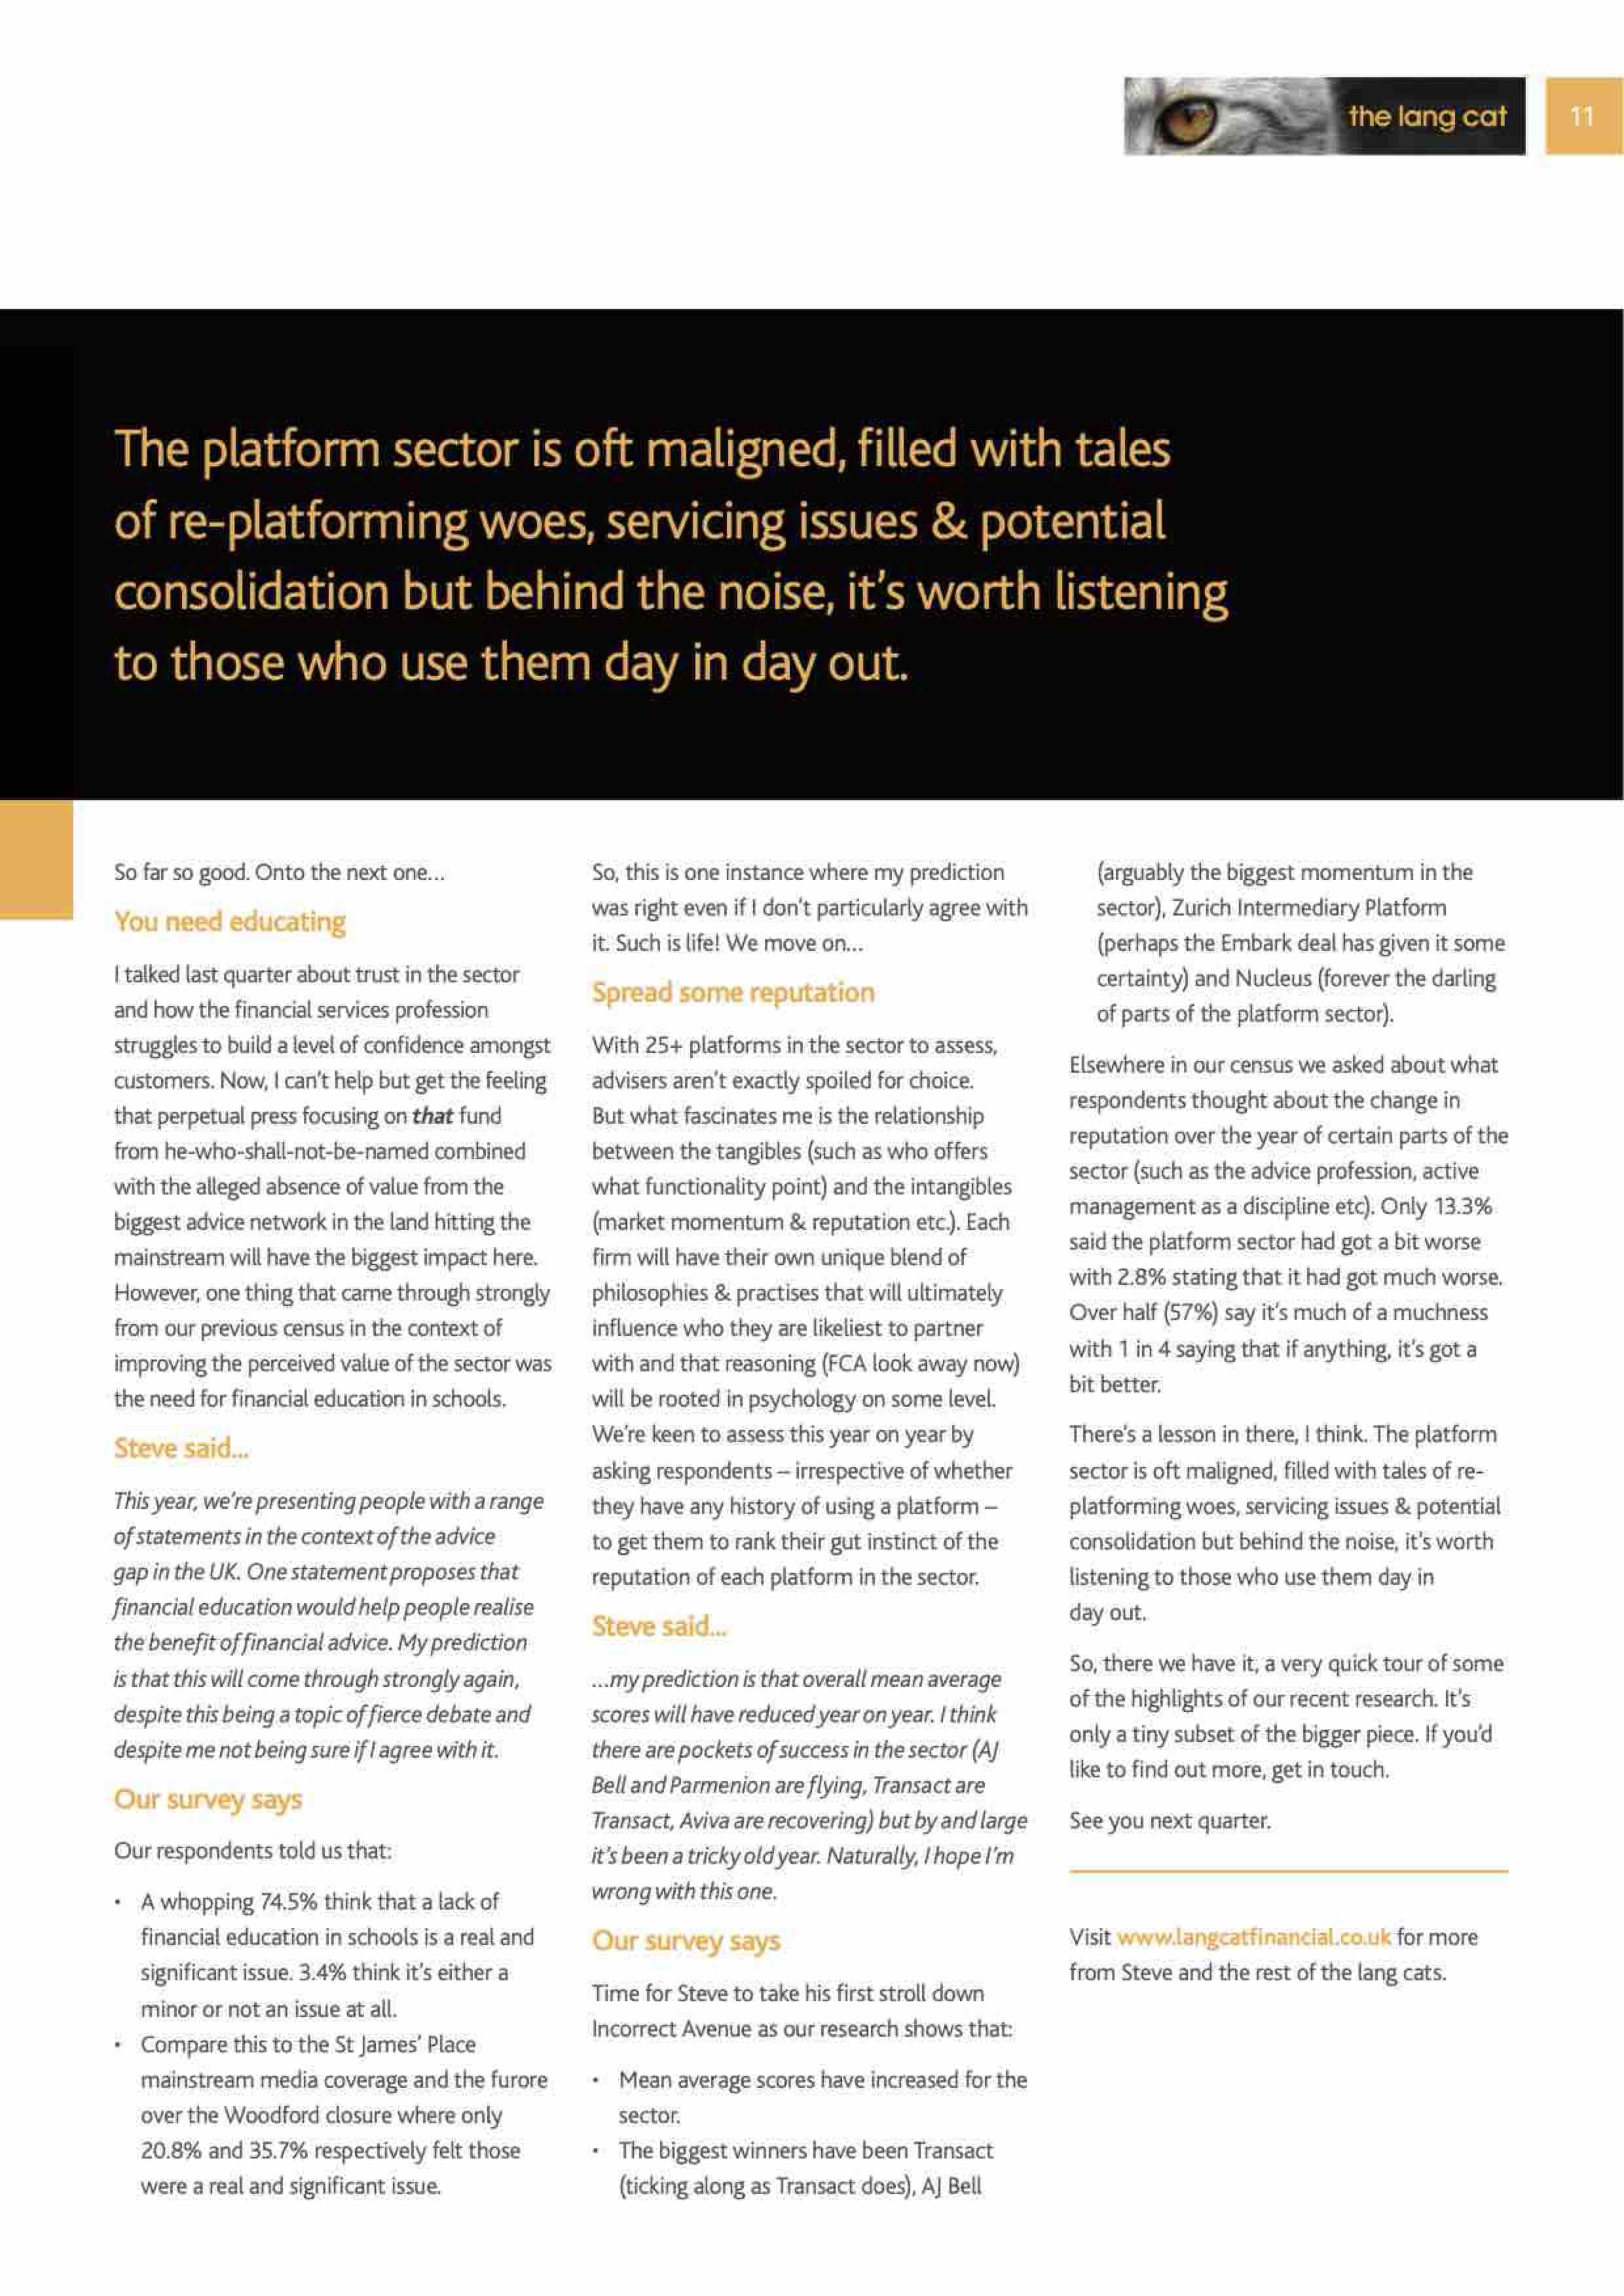 the lang cat
11
The platform sector is oft maligned, filled with tales
of re-platforming woes, servicing issues & potential
consolidation but behind the noise, it's worth listening
to those who use them day in day out.
So far so good. Onto the next one...
You need educating
I talked last quarter about trust in the sector
and how the financial services profession
struggles to build a level of confidence amongst
customers. Now, I can't help but get the feeling
that perpetual press focusing on that fund
from he-who-shall-not-be-named combined
with the alleged absence of value from the
biggest advice network in the land hitting the
mainstream will have the biggest impact here.
However, one thing that came through strongly
from our previous census in the context of
improving the perceived value of the sector was
the need for financial education in schools.
Steve said...
This year, we're presenting people with a range
of statements in the context of the advice
gap in the UK. One statement proposes that
financial education would help people realise
the benefit of financial advice. My prediction
is that this will come through strongly again,
despite this being a topic of fierce debate and
despite me not being sure if I agree with it.
Our survey says
Our respondents told us that:
• A whopping 74.5% think that a lack of
financial education in schools is a real and
significant issue. 3.4% think it's either a
minor or not an issue at all.
• Compare this to the St James' Place
mainstream media coverage and the furore
over the Woodford closure where only
20.8% and 35.7% respectively felt those
were a real and significant issue.
So, this is one instance where my prediction
was right even if I don't particularly agree with
it. Such is life! We move on...
Spread some reputation
With 25+ platforms in the sector to assess,
advisers aren't exactly spoiled for choice.
But what fascinates me is the relationship
between the tangibles (such as who offers
what functionality point) and the intangibles
(market momentum & reputation etc.). Each
firm will have their own unique blend of
philosophies & practises that will ultimately
influence who they are likeliest to partner
with and that reasoning (FCA look away now)
will be rooted in psychology on some level.
We're keen to assess this year on year by
asking respondents – irrespective of whether
they have any history of using a platform –
to get them to rank their gut instinct of the
reputation of each platform in the sector.
Steve said...
...my prediction is that overall mean average
scores will have reduced year on year. I think
there are pockets of success in the sector (AJ
Bell and Parmenion are flying, Transact are
Transact, Aviva are recovering) but by and large
it's been a tricky old year. Naturally, I hope I'm
wrong with this one.
Our survey says
Time for Steve to take his first stroll down
Incorrect Avenue as our research shows that:
• Mean average scores have increased for the
sector.
• The biggest winners have been Transact
(ticking along as Transact does), AJ Bell
(arguably the biggest momentum in the
sector), Zurich Intermediary Platform
(perhaps the Embark deal has given it some
certainty) and Nucleus (forever the darling
of parts of the platform sector).
Elsewhere in our census we asked about what
respondents thought about the change in
reputation over the year of certain parts of the
sector (such as the advice profession, active
management as a discipline etc). Only 13.3%
said the platform sector had got a bit worse
with 2.8% stating that it had got much worse.
Over half (57%) say it's much of a muchness
with 1 in 4 saying that if anything, it's got a
bit better.
There's a lesson in there, I think. The platform
sector is oft maligned, filled with tales of re-
platforming woes, servicing issues & potential
consolidation but behind the noise, it's worth
listening to those who use them day in
day out.
So, there we have it, a very quick tour of some
of the highlights of our recent research. It's
only a tiny subset of the bigger piece. If you'd
like to find out more, get in touch.
See you next quarter.
Visit www.langcatfinancial.co.uk for more
from Steve and the rest of the lang cats.